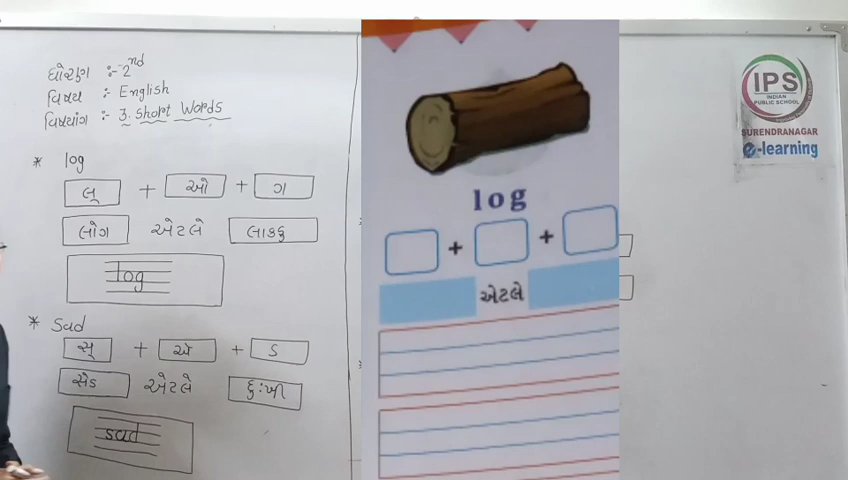 ધોરણ :- 2nd
વિષય :- English
વિષયાંગ :- 3. Short Words
* log
લ્ + ઓ + ગ
લોગ એટલે લાકડુ
log
* Sad
સ્ + એ + ડ
સેડ એટલે દુઃખી
sad
log
+ +
એટલે
IPS
INDIAN
PUBLIC SCHOOL
SURENDRANAGAR
e-learning